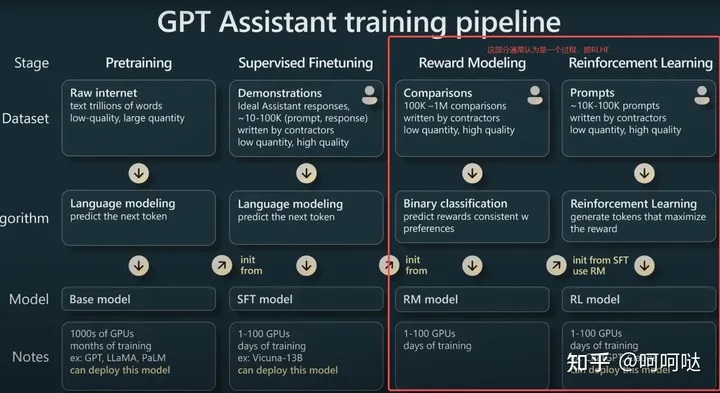 GPT Assistant training pipeline
这部分通常认为是一个过程，即RLHF
Stage
Pretraining
Supervised Finetuning
Reward Modeling
Reinforcement Learning
Dataset
Raw internet
text trillions of words
low-quality, large quantity
Demonstrations
Ideal Assistant responses,
~10-100K (prompt, response)
written by contractors
low quantity, high quality
Comparisons
100K –1M comparisons
written by contractors
low quantity, high quality
Prompts
~10K-100K prompts
written by contractors
low quantity, high quality
gorithm
Language modeling
predict the next token
Language modeling
predict the next token
Binary classification
predict rewards consistent w
preferences
Reinforcement Learning
generate tokens that maximize
the reward
init
from
init
from
init from SFT
use RM
Model
Base model
SFT model
RM model
RL model
Notes
1000s of GPUs
months of training
ex: GPT, LLaMA, PaLM
can deploy this model
1-100 GPUs
days of training
ex: Vicuna-13B
can deploy this model
1-100 GPUs
days of training
1-100 GPUs
days of training
can deploy this model
知乎 @呵呵哒